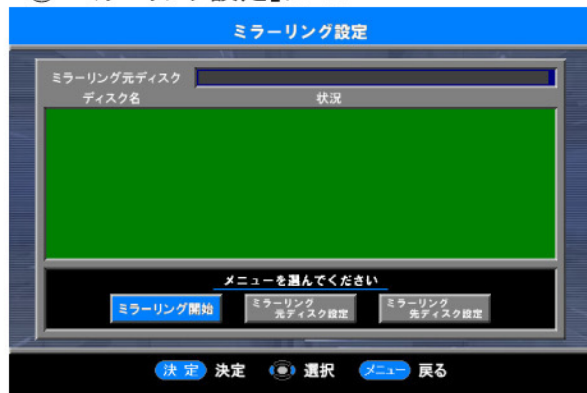 ミラーリング設定
ミラーリング元ディスク
ディスク名 状況
メニューを選んでください
ミラーリング開始
ミラーリング
元ディスク設定
ミラーリング
先ディスク設定
決定 決定 選択 メニュー 戻る